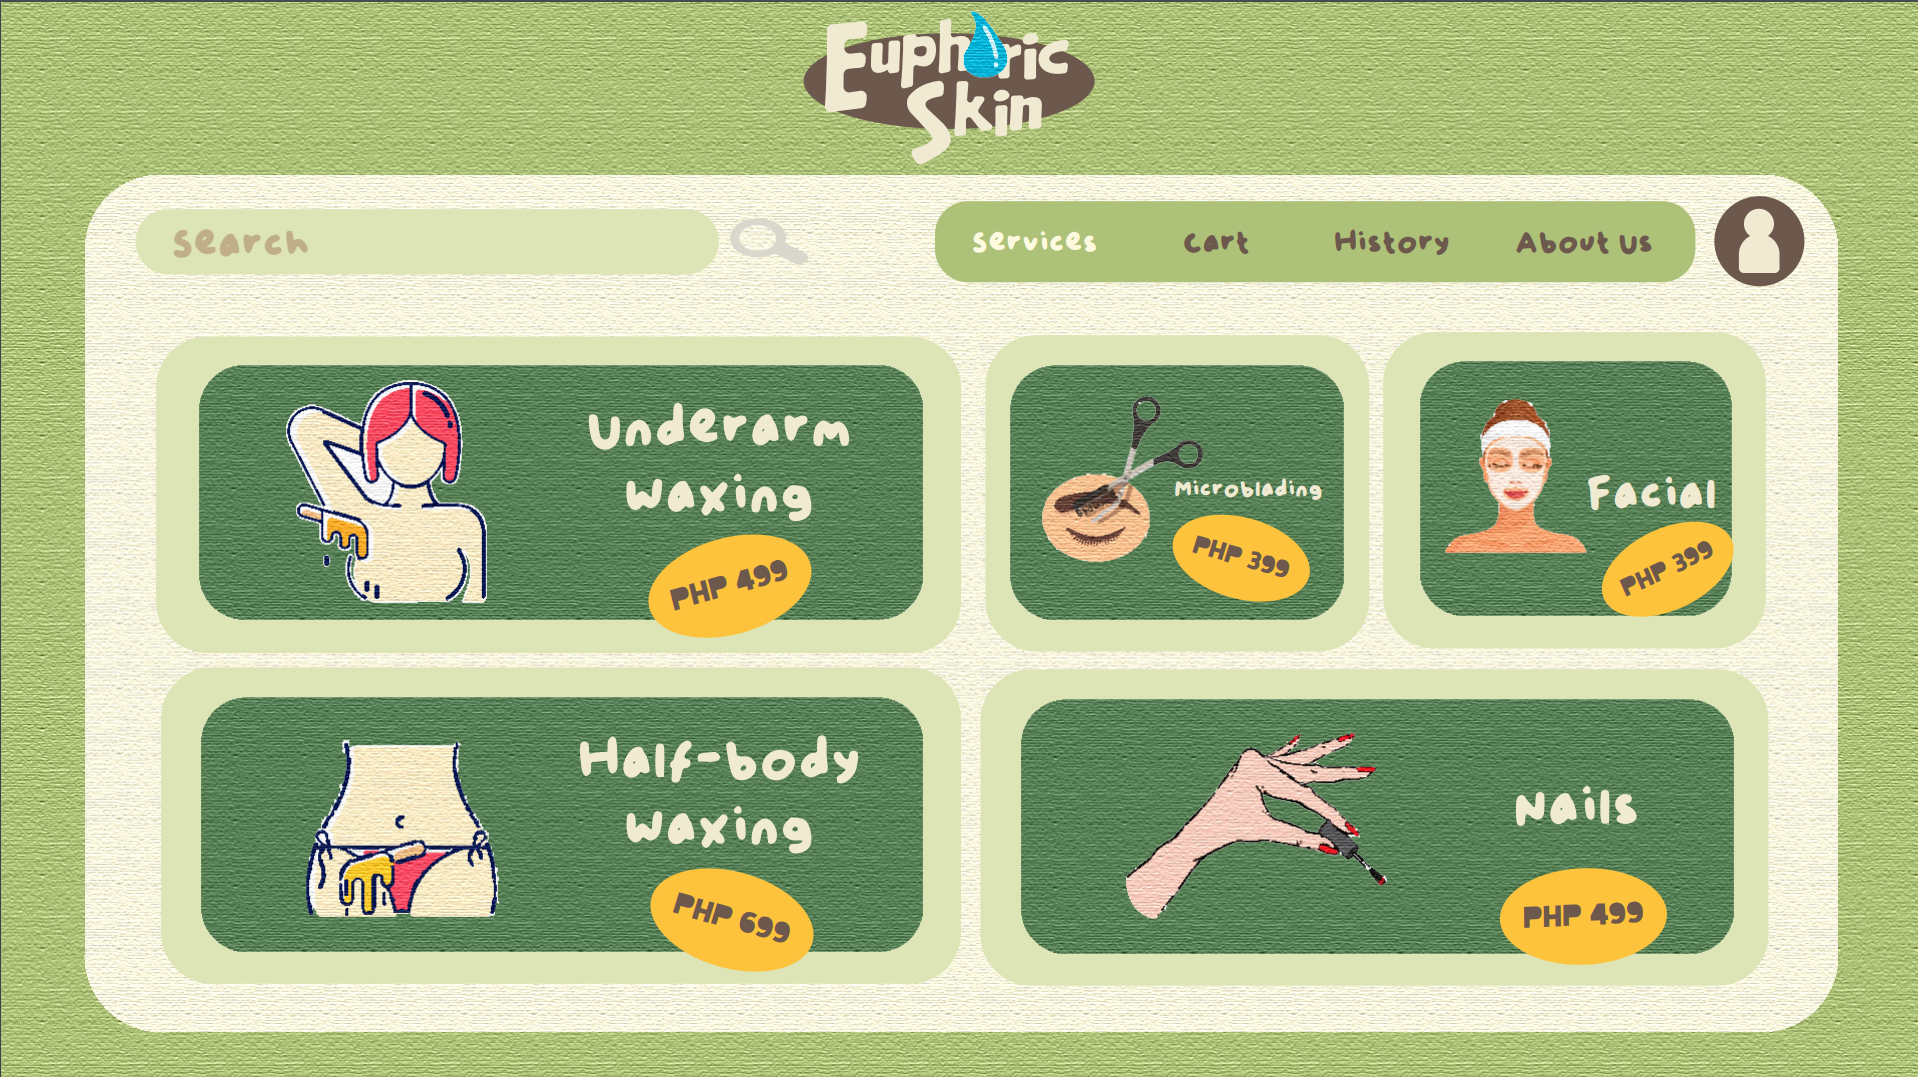 Euphoric
Skin
Search
Services
Cart
History
About Us
Underarm
Waxing
PHP 499
Microblading
PHP 399
Facial
PHP 399
Half-body
Waxing
PHP 699
Nails
PHP 499